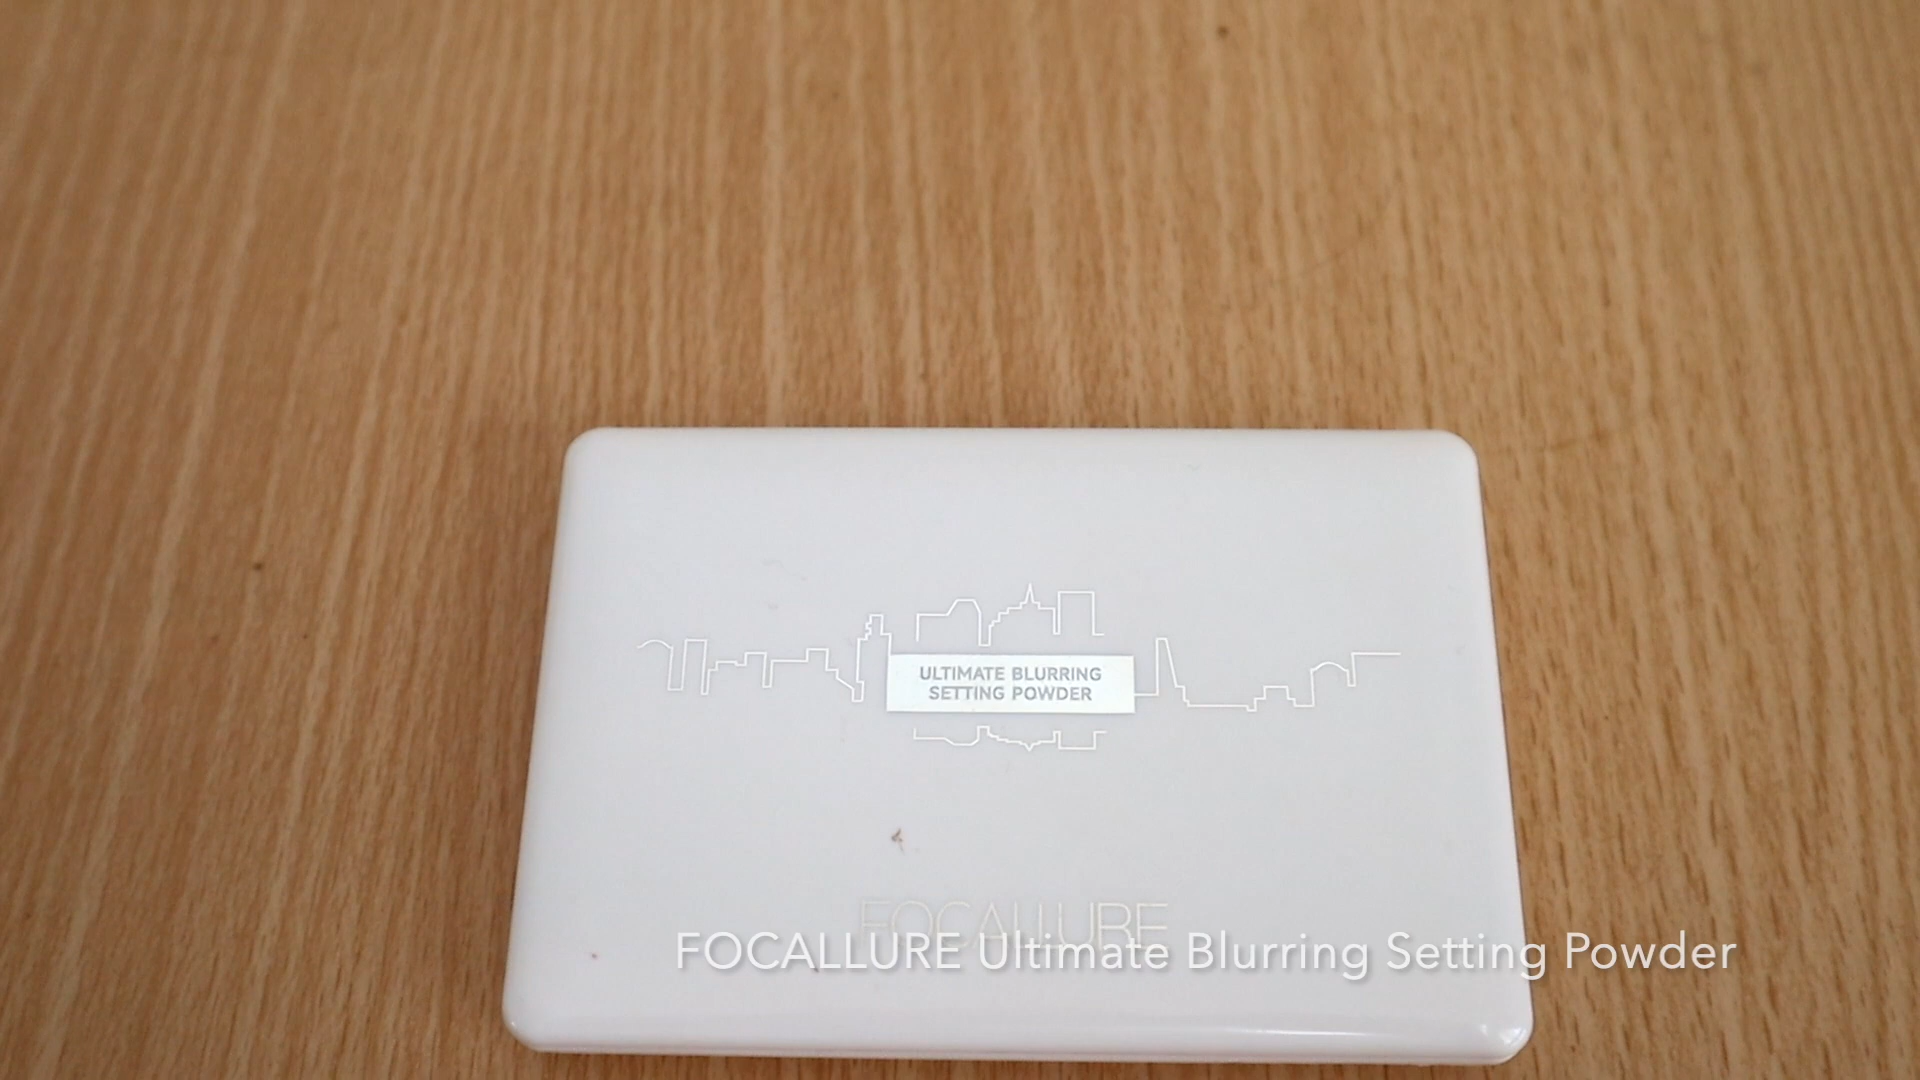 ULTIMATE BLURRING
SETTING POWDER
FOCALLURE
FOCALLURE Ultimate Blurring Setting Powder